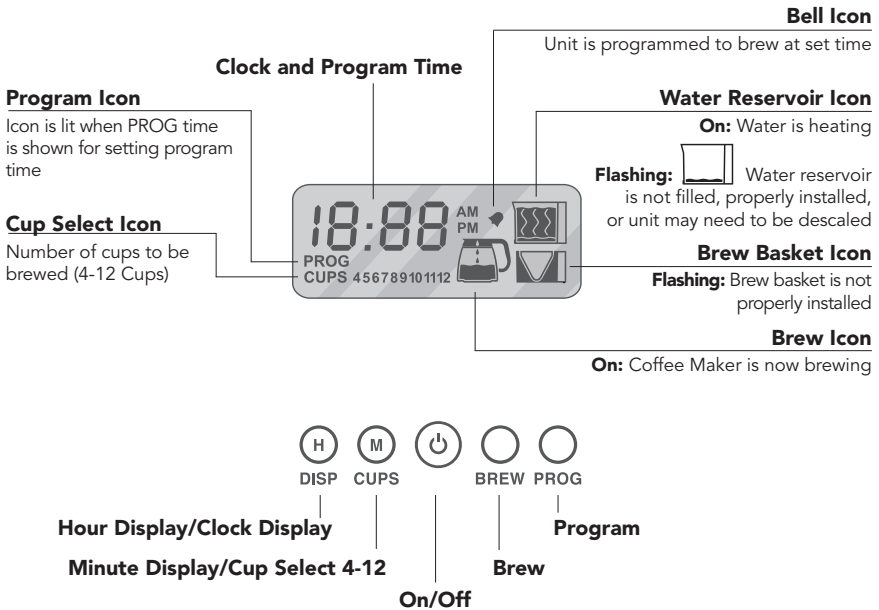 Bell Icon
Unit is programmed to brew at set time
Clock and Program Time
Program Icon
Icon is lit when PROG time
is shown for setting program
time
Water Reservoir Icon
On: Water is heating
Flashing: Water reservoir
is not filled, properly installed,
or unit may need to be descaled
Cup Select Icon
Number of cups to be
brewed (4-12 Cups)
18:88 AM
PM
PROG
CUPS 456789101112
Brew Basket Icon
Flashing: Brew basket is not
properly installed
Brew Icon
On: Coffee Maker is now brewing
H M
DISP CUPS BREW PROG
Hour Display/Clock Display
Program
Minute Display/Cup Select 4-12
Brew
On/Off